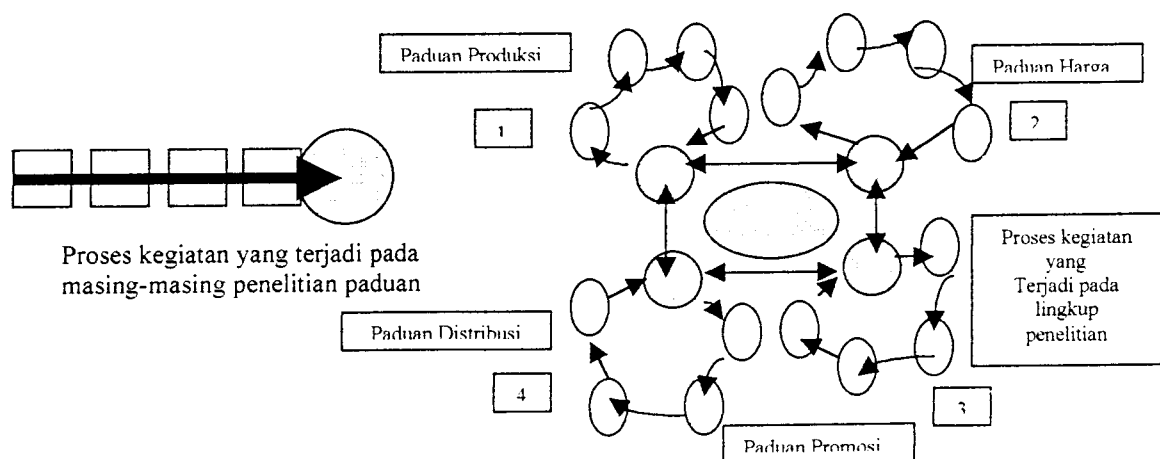 Paduan Produksi
1
Paduan Harga
2
Proses kegiatan yang terjadi pada
masing-masing penelitian paduan
Proses kegiatan
yang
Terjadi pada
lingkup
penelitian
Paduan Distribusi
4
3
Paduan Promosi